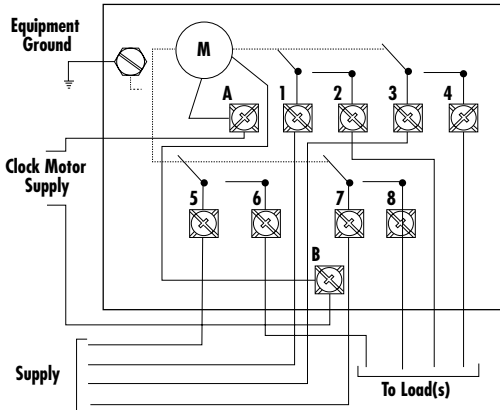 Equipment
Ground
M
A
1
2
3
4
Clock Motor
Supply
5
6
7
8
B
Supply
To Load(s)